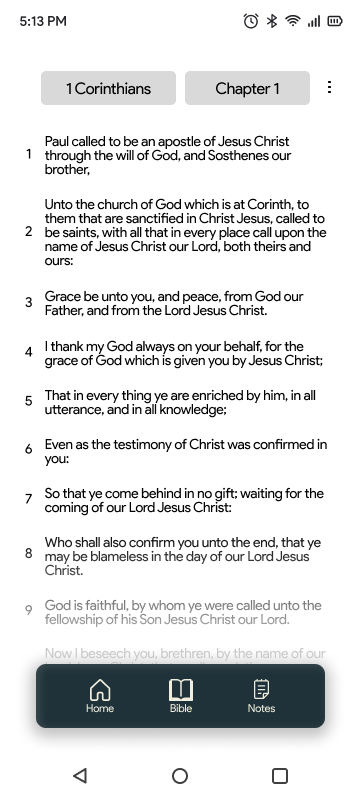 5:13 PM
1 Corinthians
Chapter 1
1
Paul called to be an apostle of Jesus Christ
through the will of God, and Sosthenes our
brother,
2
Unto the church of God which is at Corinth, to
them that are sanctified in Christ Jesus, called to
be saints, with all that in every place call upon the
name of Jesus Christ our Lord, both theirs and
ours:
3
Grace be unto you, and peace, from God our
Father, and from the Lord Jesus Christ.
4
I thank my God always on your behalf, for the
grace of God which is given you by Jesus Christ;
5
That in every thing ye are enriched by him, in all
utterance, and in all knowledge;
6
Even as the testimony of Christ was confirmed in
you:
7
So that ye come behind in no gift; waiting for the
coming of our Lord Jesus Christ:
8
Who shall also confirm you unto the end, that ye
may be blameless in the day of our Lord Jesus
Christ.
9
God is faithful, by whom ye were called unto the
fellowship of his Son Jesus Christ our Lord.
Now I beseech you, brethren, by the name of our
Home
Bible
Notes